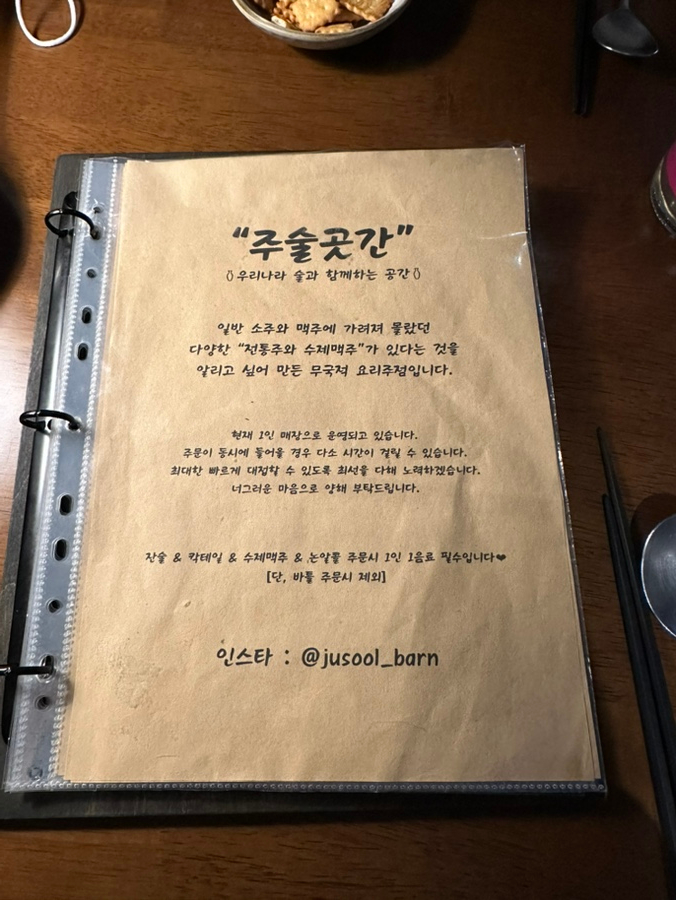 "주술곳간"
우리나라 술과 함께하는 공간
일반 소주와 맥주에 가려져 몰랐던
다양한 "전통주와 수제맥주"가 있다는 것을
알리고 싶어 만든 무국적 요리주점입니다.
현재 1인 매장으로 운영되고 있습니다.
주문이 동시에 들어올 경우 다소 시간이 걸릴 수 있습니다.
최대한 빠르게 대접할 수 있도록 최선을 다해 노력하겠습니다.
너그러운 마음으로 양해 부탁드립니다.
잔술 & 칵테일 & 수제맥주 & 논알콜 주문시 1인 1음료 필수입니다❤
[단, 바틀 주문시 제외]
인스타 : @jusool_barn